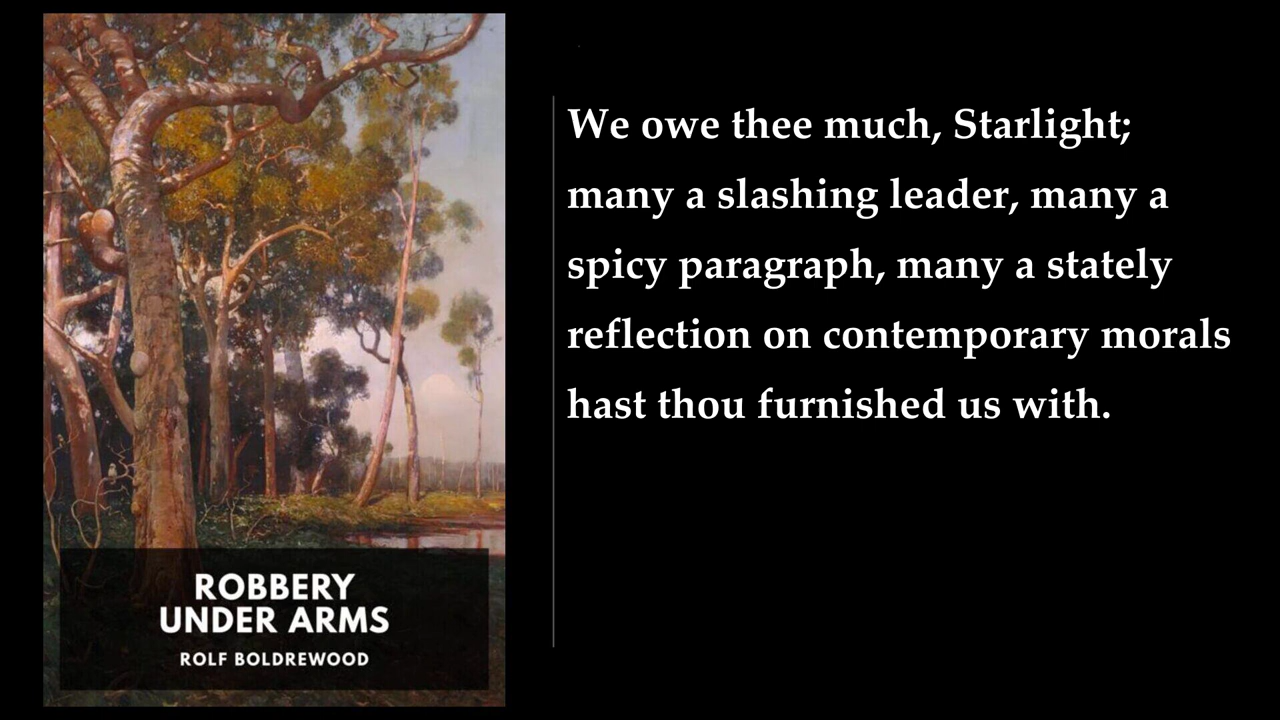 We owe thee much, Starlight;
many a slashing leader, many a
spicy paragraph, many a stately
reflection on contemporary morals
hast thou furnished us with.
ROBBERY
UNDER ARMS
ROLF BOLDREWOOD